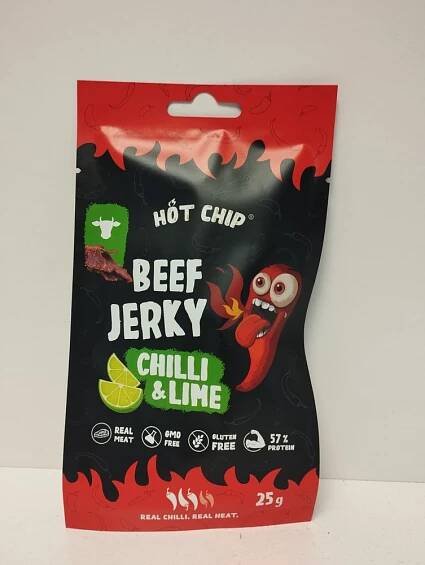 HOT CHIP®
BEEF
JERKY
CHILLI
& LIME
REAL
MEAT
GMO
FREE
GLUTEN
FREE
57%
PROTEIN
25g
REAL CHILLI. REAL HEAT.